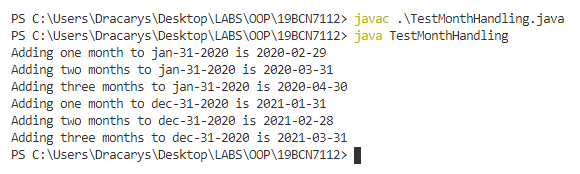 PS C:\Users\Dracarys\Desktop\LABS\OOP\19BCN7112> javac .\TestMonthHandling.java
PS C:\Users\Dracarys\Desktop\LABS\OOP\19BCN7112> java TestMonthHandling
Adding one month to jan-31-2020 is 2020-02-29
Adding two months to jan-31-2020 is 2020-03-31
Adding three months to jan-31-2020 is 2020-04-30
Adding one month to dec-31-2020 is 2021-01-31
Adding two months to dec-31-2020 is 2021-02-28
Adding three months to dec-31-2020 is 2021-03-31
PS C:\Users\Dracarys\Desktop\LABS\OOP\19BCN7112>